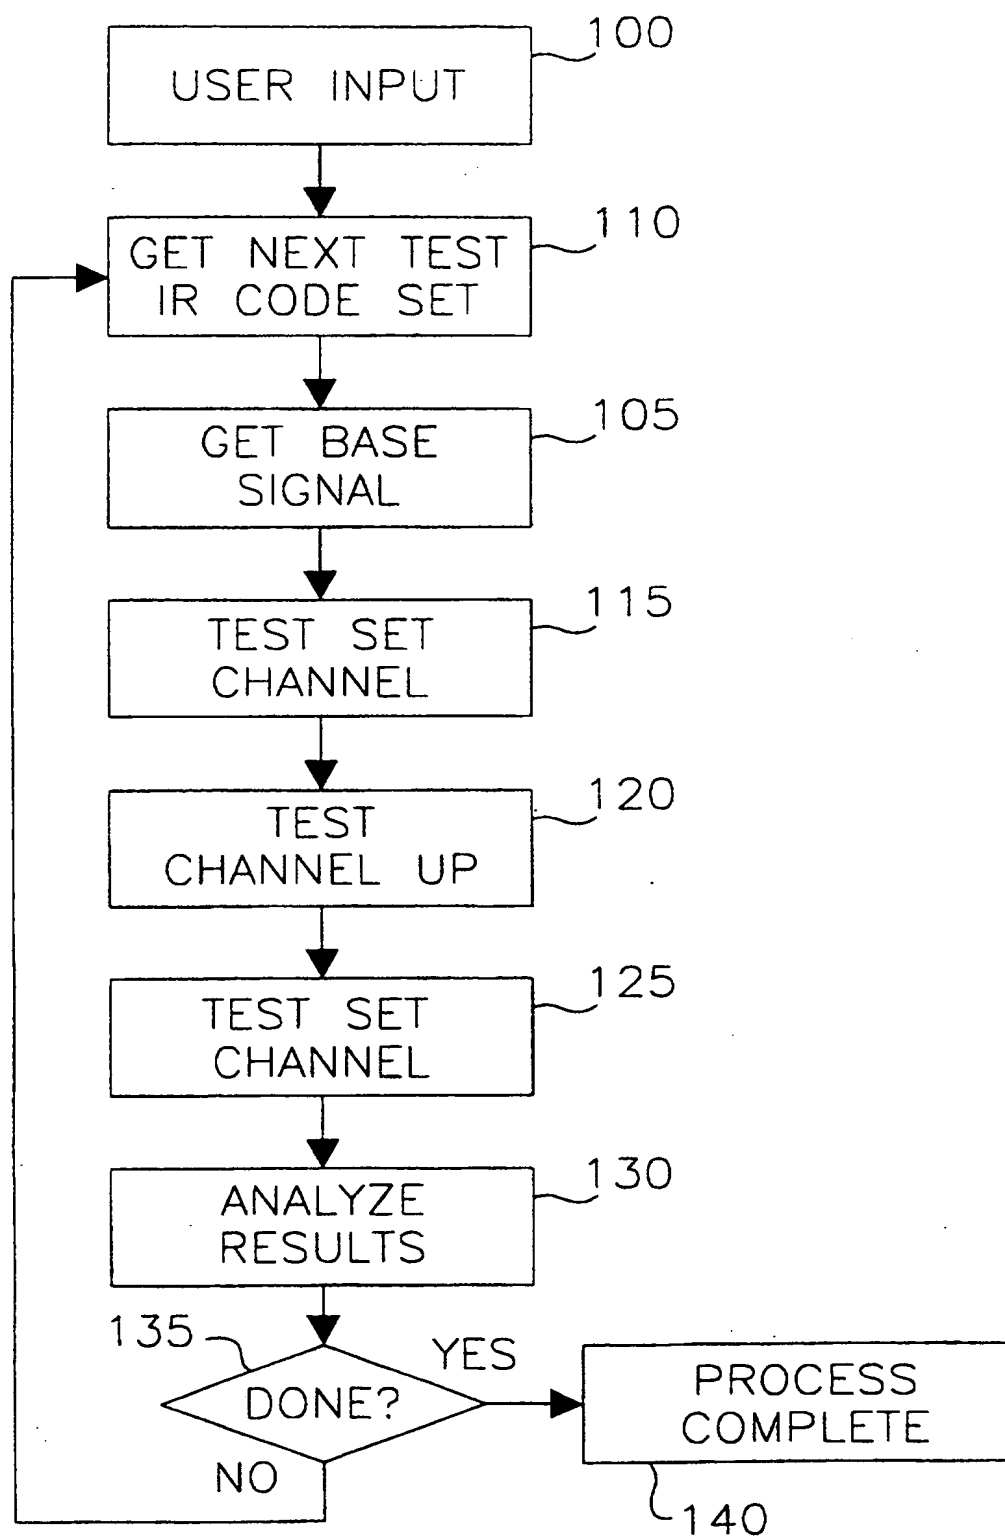 100
USER INPUT
110
GET NEXT TEST
IR CODE SET
105
GET BASE
SIGNAL
115
TEST SET
CHANNEL
120
TEST
CHANNEL UP
125
TEST SET
CHANNEL
130
ANALYZE
RESULTS
135
DONE?
YES
NO
PROCESS
COMPLETE
140